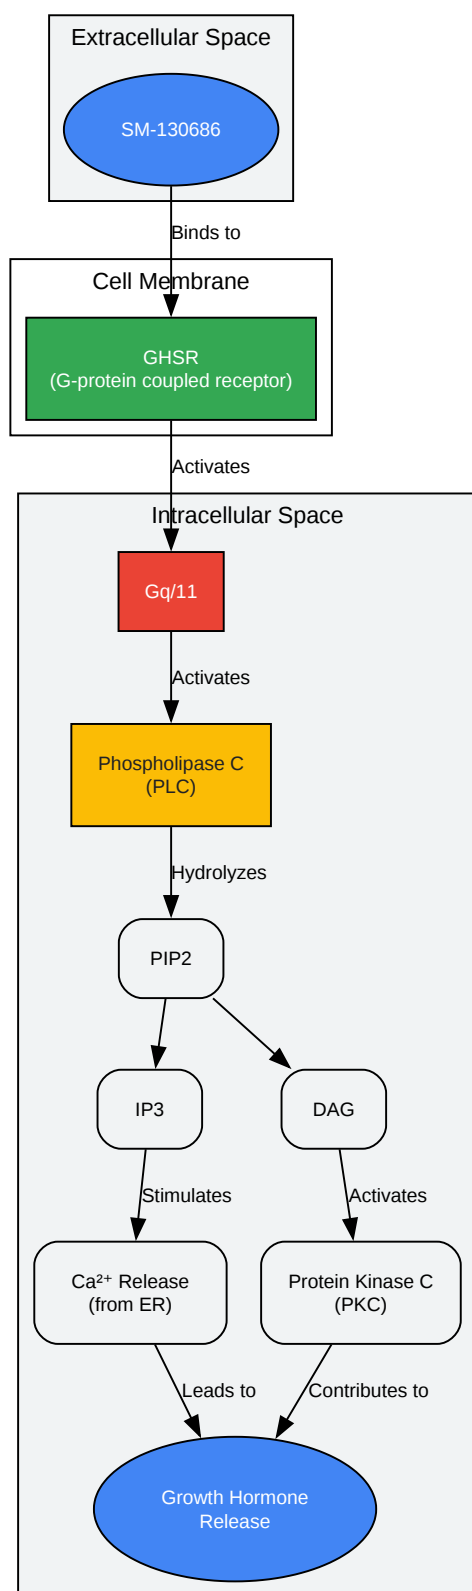 Extracellular Space
SM-130686
Binds to
Cell Membrane
GHSR
(G-protein coupled receptor)
Activates
Intracellular Space
Gq/11
Activates
Phospholipase C
(PLC)
Hydrolyzes
PIP2
IP3
DAG
Stimulates
Activates
Ca²⁺ Release
(from ER)
Protein Kinase C
(PKC)
Leads to
Contributes to
Growth Hormone
Release